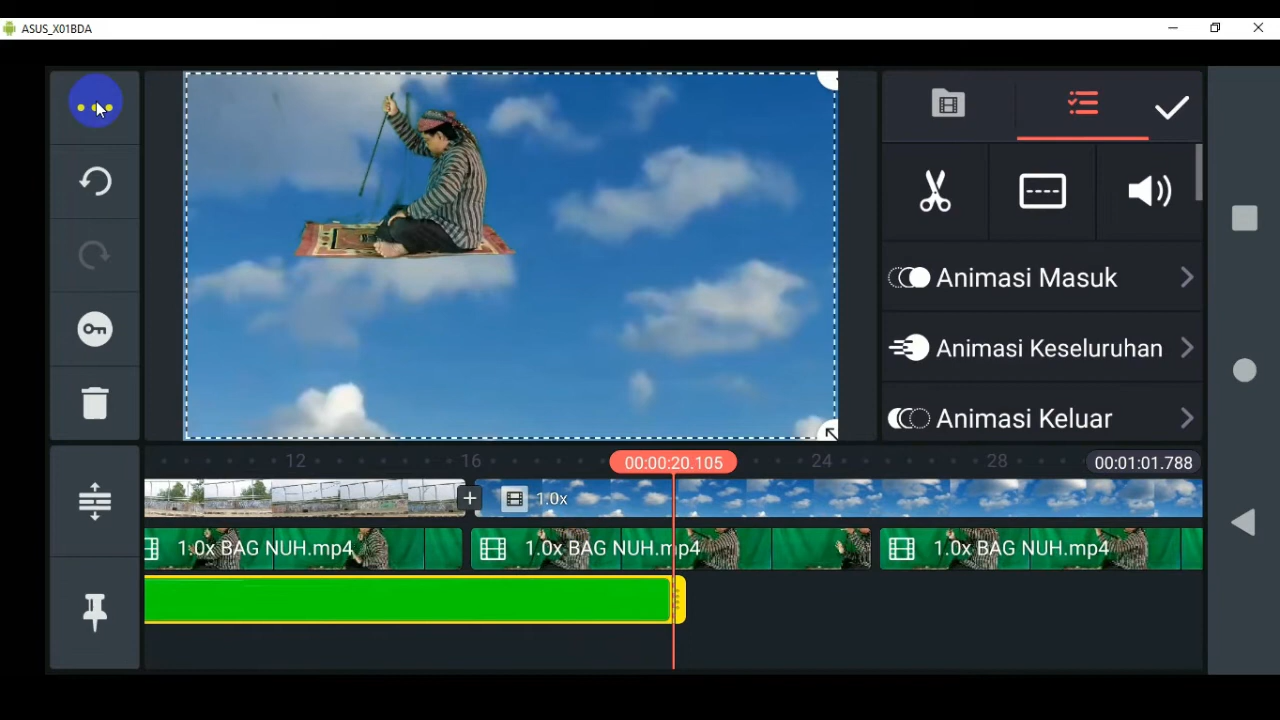 ASUS_X01BDA
Animasi Masuk
Animasi Keseluruhan
Animasi Keluar
12
16
00:00:20.105
24
28
00:01:01.788
1.0x
1.0x BAG NUH.mp4
1.0x BAG NUH.mp4
1.0x BAG NUH.mp4